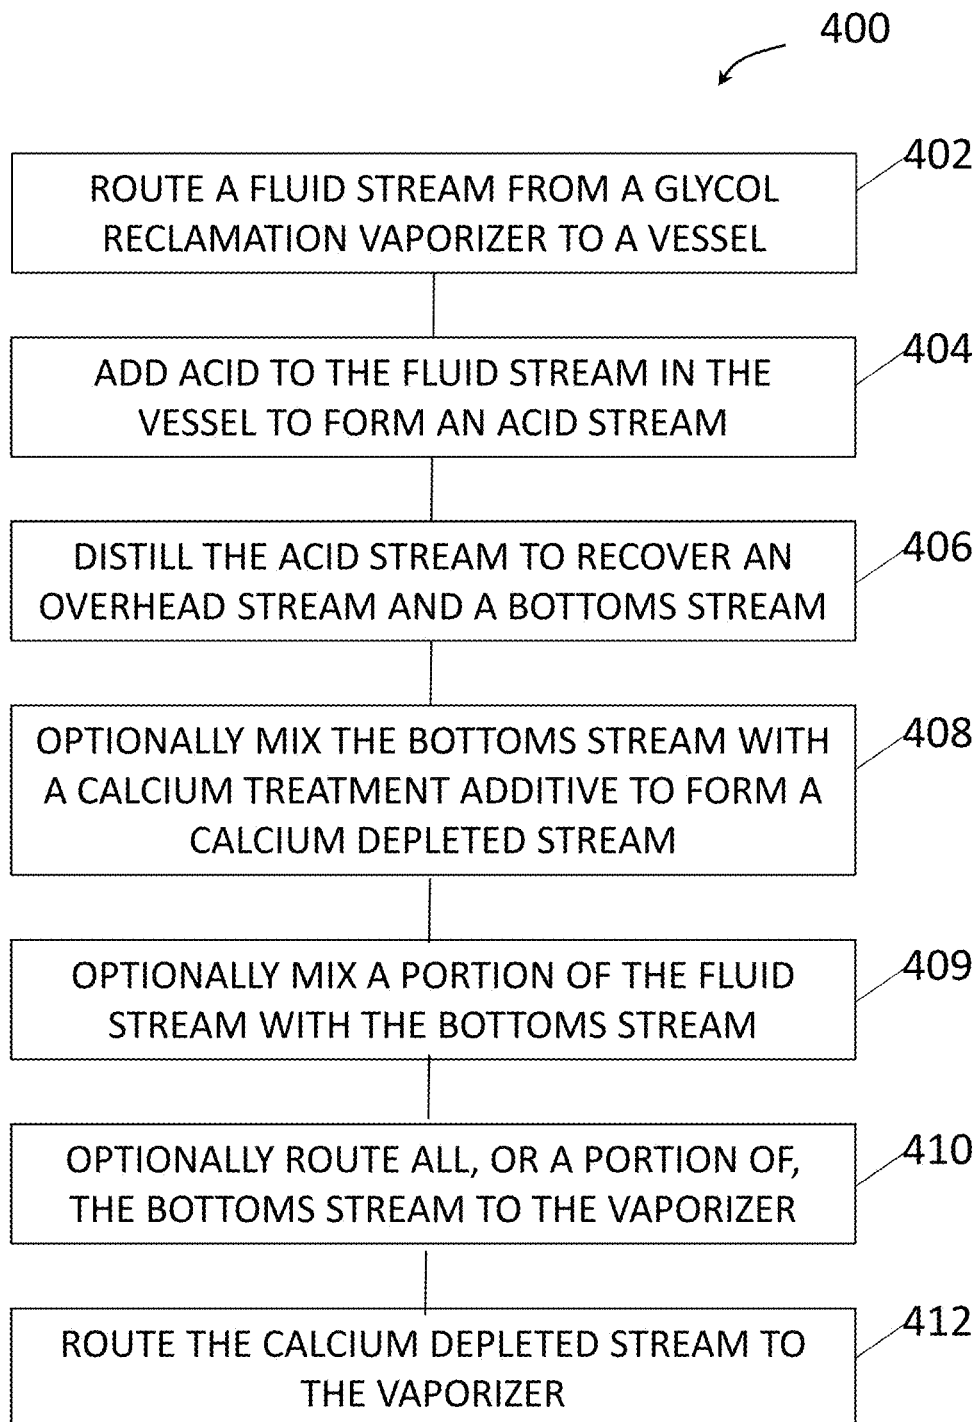 400
402
ROUTE A FLUID STREAM FROM A GLYCOL
RECLAMATION VAPORIZER TO A VESSEL
404
ADD ACID TO THE FLUID STREAM IN THE
VESSEL TO FORM AN ACID STREAM
406
DISTILL THE ACID STREAM TO RECOVER AN
OVERHEAD STREAM AND A BOTTOMS STREAM
408
OPTIONALLY MIX THE BOTTOMS STREAM WITH
A CALCIUM TREATMENT ADDITIVE TO FORM A
CALCIUM DEPLETED STREAM
409
OPTIONALLY MIX A PORTION OF THE FLUID
STREAM WITH THE BOTTOMS STREAM
410
OPTIONALLY ROUTE ALL, OR A PORTION OF,
THE BOTTOMS STREAM TO THE VAPORIZER
412
ROUTE THE CALCIUM DEPLETED STREAM TO
THE VAPORIZER